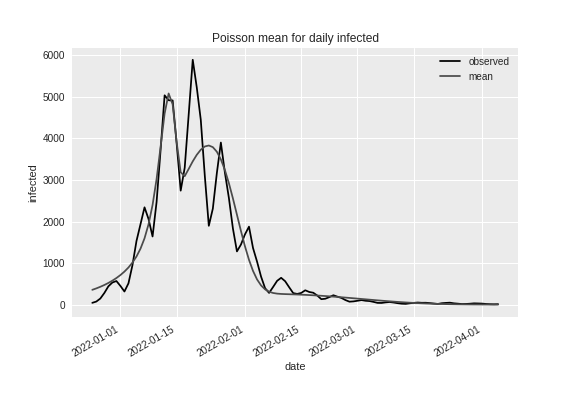 Poisson mean for daily infected
observed
mean
6000
5000
4000
3000
2000
1000
0
infected
2022-01-01
2022-01-15
2022-02-01
2022-02-15
2022-03-01
2022-03-15
2022-04-01
date